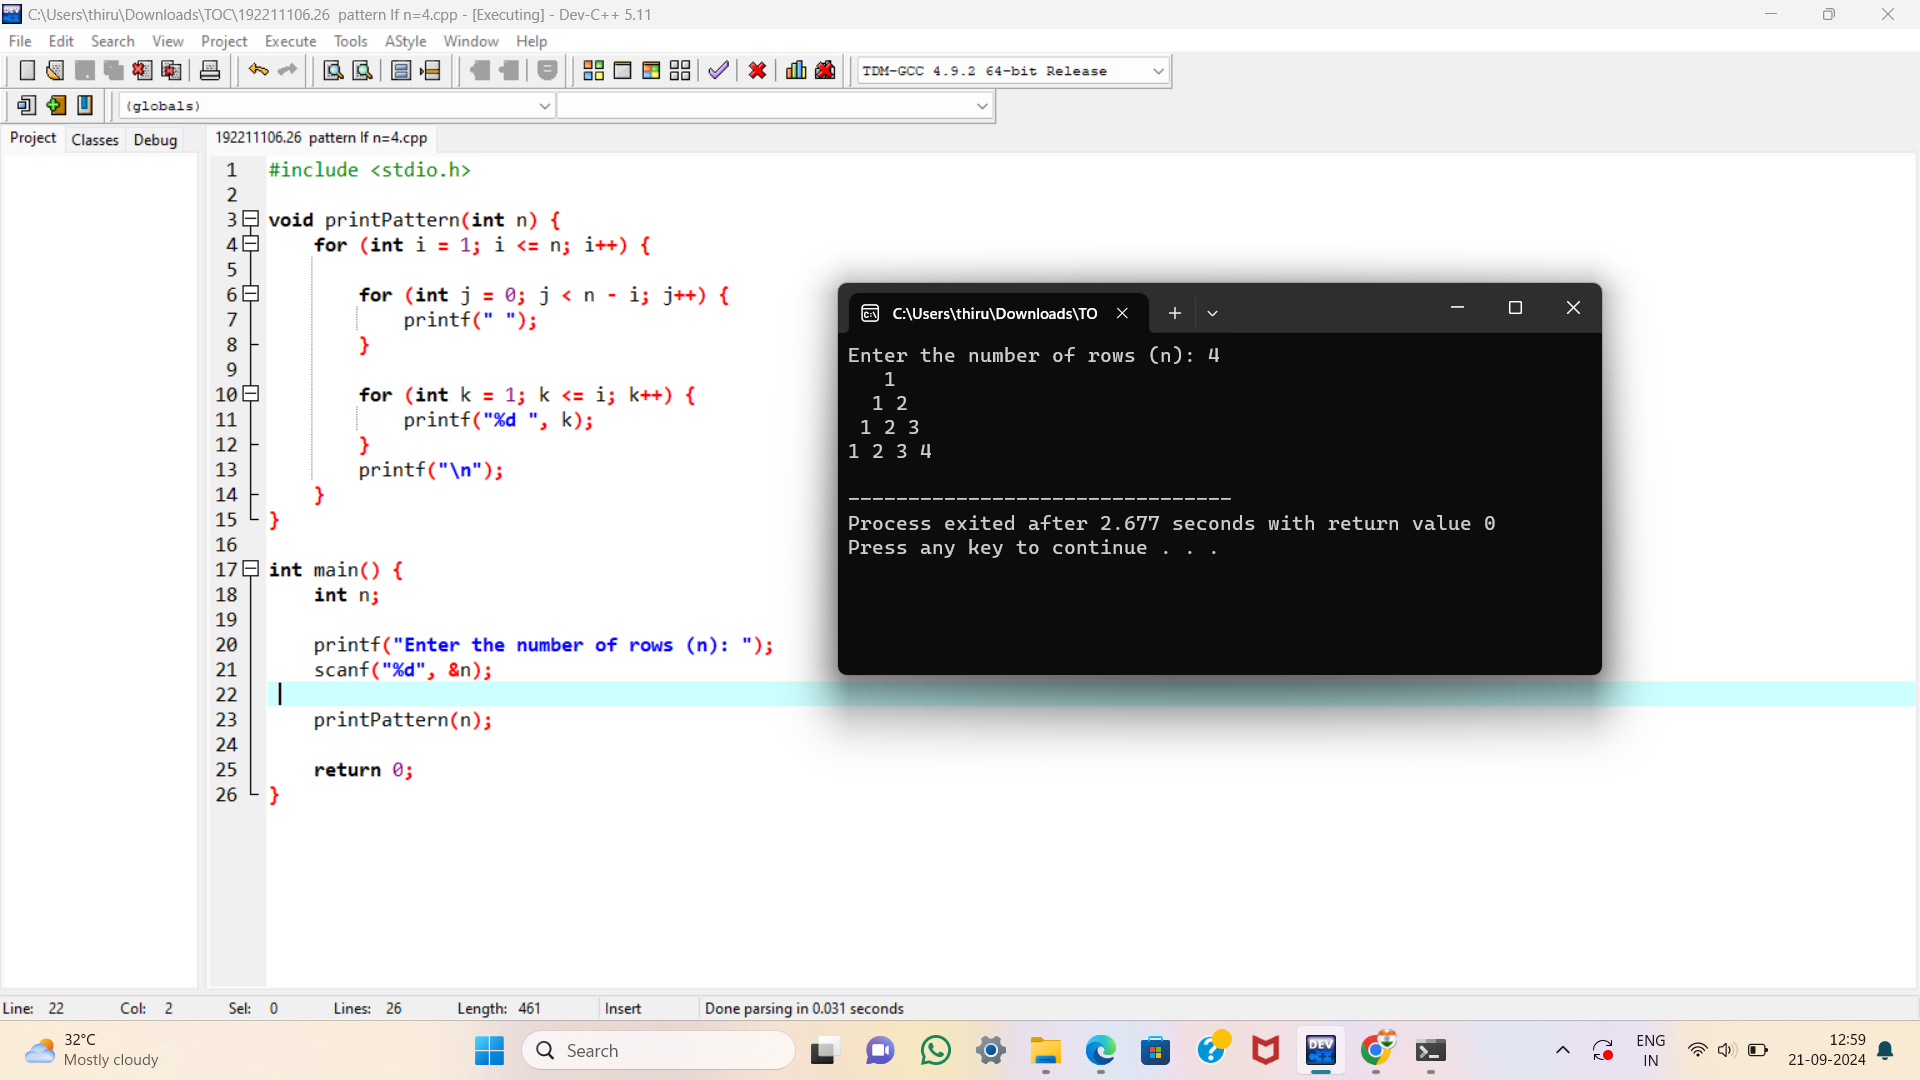 C:\Users\thiru\Downloads\TOC\192211106.26  pattern If n=4.cpp - [Executing] - Dev-C++ 5.11
File Edit Search View Project Execute Tools AStyle Window Help
TDM-GCC 4.9.2 64-bit Release
(globals)
Project Classes Debug
192211106.26  pattern If n=4.cpp
1 #include <stdio.h>
2
3 void printPattern(int n) {
4     for (int i = 1; i <= n; i++) {
5
6         for (int j = 0; j < n - i; j++) {
7             printf(" ");
8         }
9
10         for (int k = 1; k <= i; k++) {
11             printf("%d ", k);
12         }
13         printf("\n");
14     }
15 }
16
17 int main() {
18     int n;
19
20     printf("Enter the number of rows (n): ");
21     scanf("%d", &n);
22
23     printPattern(n);
24
25     return 0;
26 }
C:\Users\thiru\Downloads\TO
Enter the number of rows (n): 4
   1
  1 2
 1 2 3
1 2 3 4
--------------------------------
Process exited after 2.677 seconds with return value 0
Press any key to continue . . .
Line: 22 Col: 2 Sel: 0 Lines: 26 Length: 461 Insert Done parsing in 0.031 seconds
32°C
Mostly cloudy
Search
DEV
C++
ENG
IN
12:59
21-09-2024